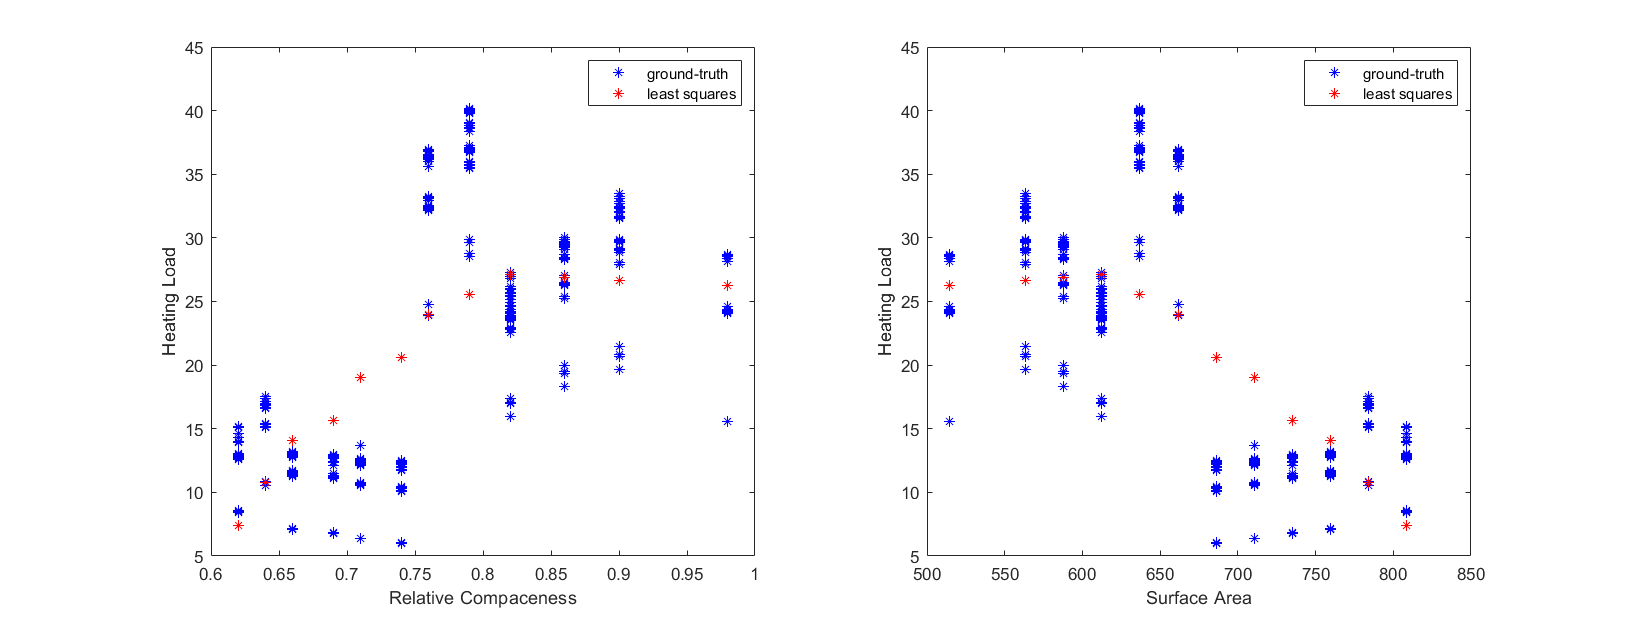 45
40
35
30
25
20
15
10
5
Heating Load
ground-truth
least squares
0.6 0.65 0.7 0.75 0.8 0.85 0.9 0.95 1
Relative Compaceness
45
40
35
30
25
20
15
10
5
Heating Load
ground-truth
least squares
500 550 600 650 700 750 800 850
Surface Area